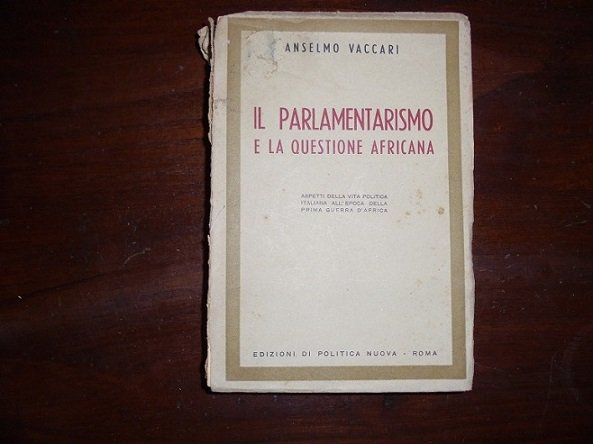 ANSELMO VACCARI
IL PARLAMENTARISMO
E LA QUESTIONE AFRICANA
ASPETTI DELLA VITA POLITICA
ITALIANA ALL'EPOCA DELLA
PRIMA GUERRA D'AFRICA
EDIZIONI DI POLITICA NUOVA - ROMA